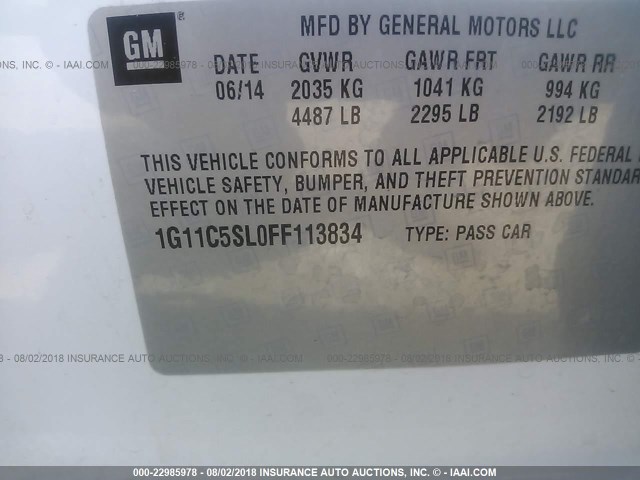 GM ®
MFD BY GENERAL MOTORS LLC
DATE GVWR GAWR FRT GAWR RR
06/14 2035 KG 1041 KG 994 KG
4487 LB 2295 LB 2192 LB
THIS VEHICLE CONFORMS TO ALL APPLICABLE U.S. FEDERAL
VEHICLE SAFETY, BUMPER, AND THEFT PREVENTION STANDAR
EFFECT ON THE DATE OF MANUFACTURE SHOWN ABOVE.
1G11C5SL0FF113834 TYPE: PASS CAR
000-22985978 - 08/02/2018 INSURANCE AUTO AUCTIONS, INC. - IAAI.COM